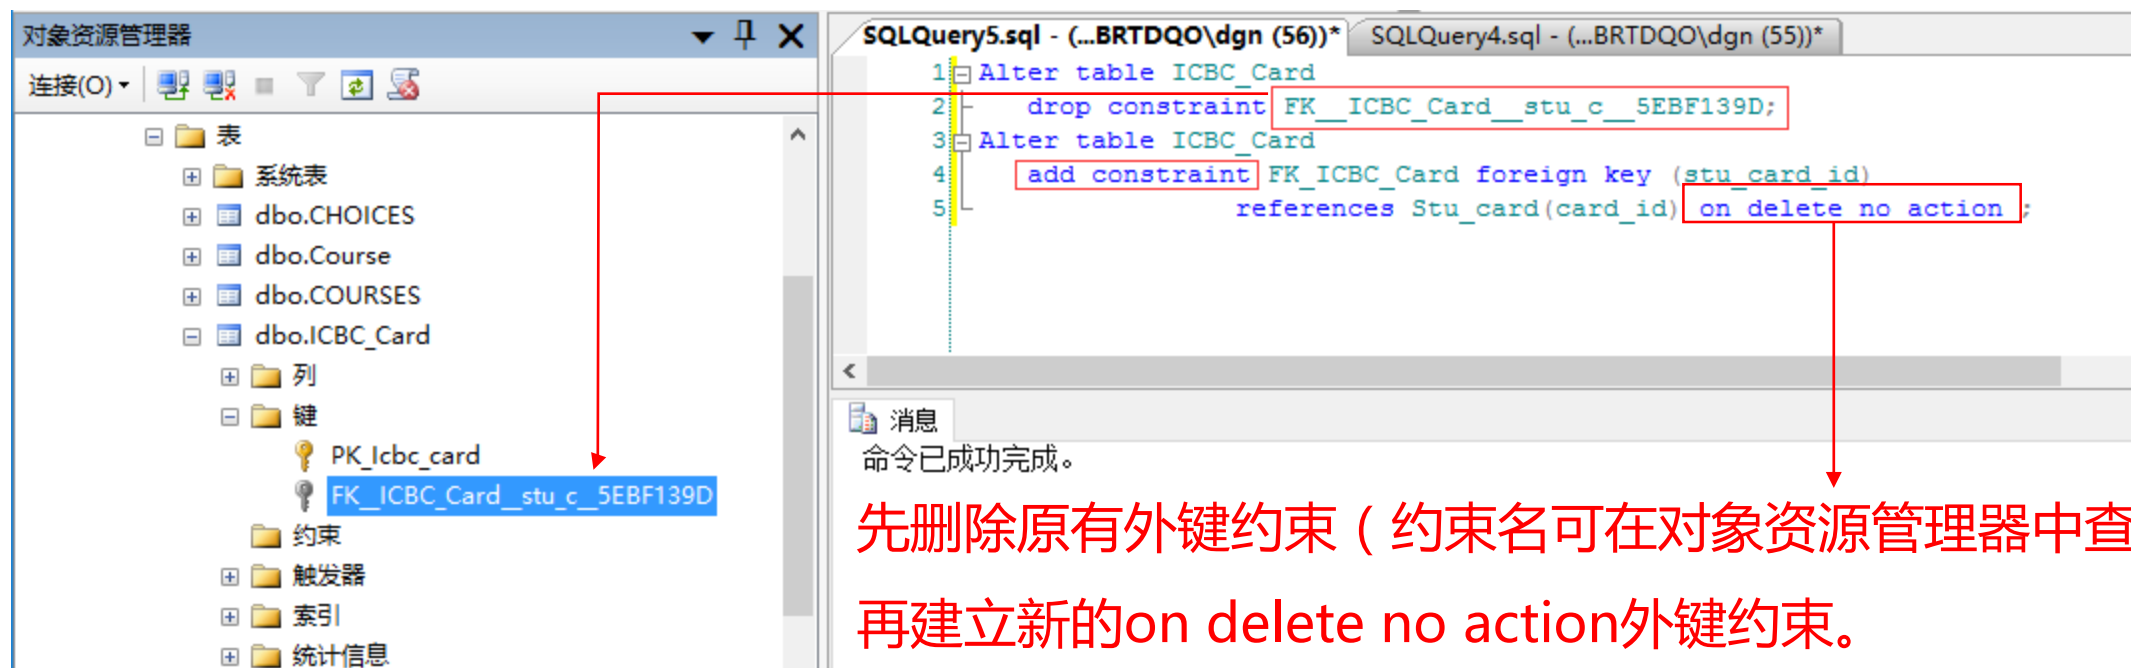 对象资源管理器
连接(O)
表
系统表
dbo.CHOICES
dbo.Course
dbo.COURSES
dbo.ICBC_Card
列
键
PK_Icbc_card
FK__ICBC_Card__stu_c__5EBF139D
约束
触发器
索引
统计信息
SQLQuery5.sql - (...BRTDQO\dgn (56))* SQLQuery4.sql - (...BRTDQO\dgn (55))*
1 Alter table ICBC_Card
2 drop constraint FK__ICBC_Card__stu_c__5EBF139D;
3 Alter table ICBC_Card
4 add constraint FK_ICBC_Card foreign key (stu_card_id)
5 references Stu_card(card_id) on delete no action ;
消息
命令已成功完成。
先删除原有外键约束（约束名可在对象资源管理器中查
再建立新的on delete no action外键约束。